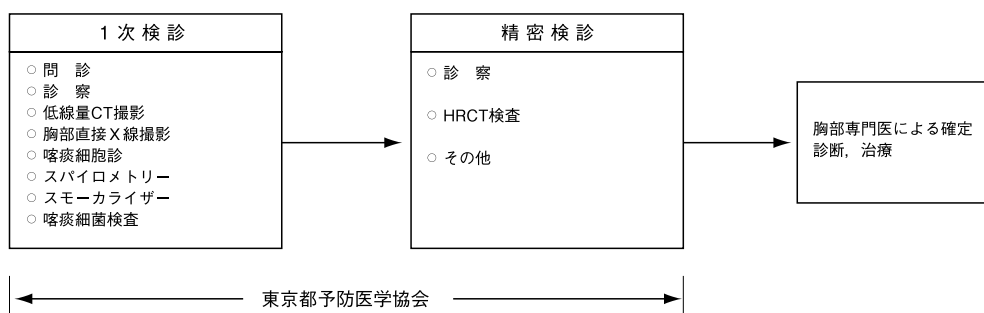 1次検診
○ 問　診
○ 診　察
○ 低線量CT撮影
○ 胸部直接X線撮影
○ 喀痰細胞診
○ スパイロメトリー
○ スモーカライザー
○ 喀痰細菌検査
精密検診
○ 診　察
○ HRCT検査
○ その他
胸部専門医による確定
診断，治療
東京都予防医学協会